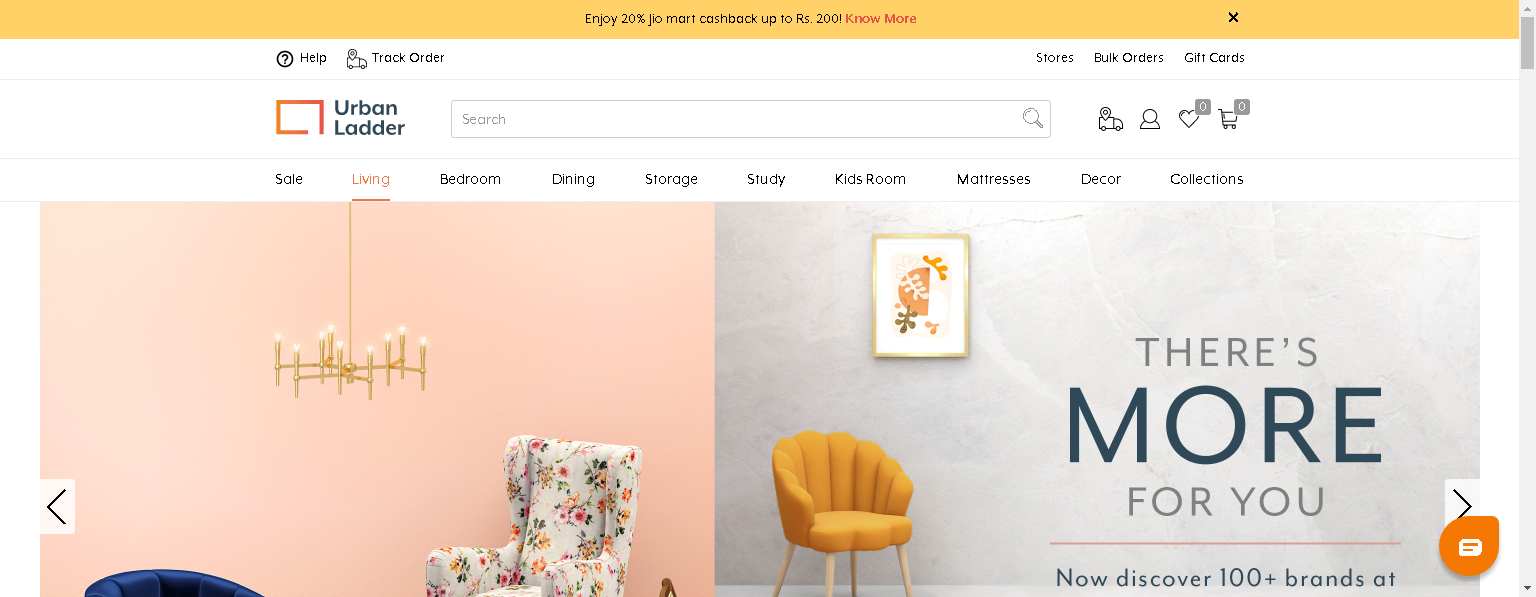 Enjoy 20% Jio mart cashback up to Rs. 200! Know More
Help
Track Order
Stores
Bulk Orders
Gift Cards
Urban
Ladder
Search
0
0
Sale
Living
Bedroom
Dining
Storage
Study
Kids Room
Mattresses
Decor
Collections
THERE'S
MORE
FOR YOU
Now discover 100+ brands at